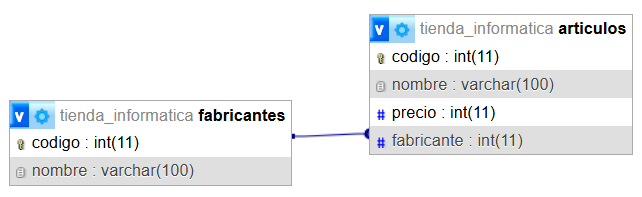 v tienda_informatica articulos
codigo : int(11)
nombre : varchar(100)
# precio : int(11)
# fabricante : int(11)
v tienda_informatica fabricantes
codigo : int(11)
nombre : varchar(100)